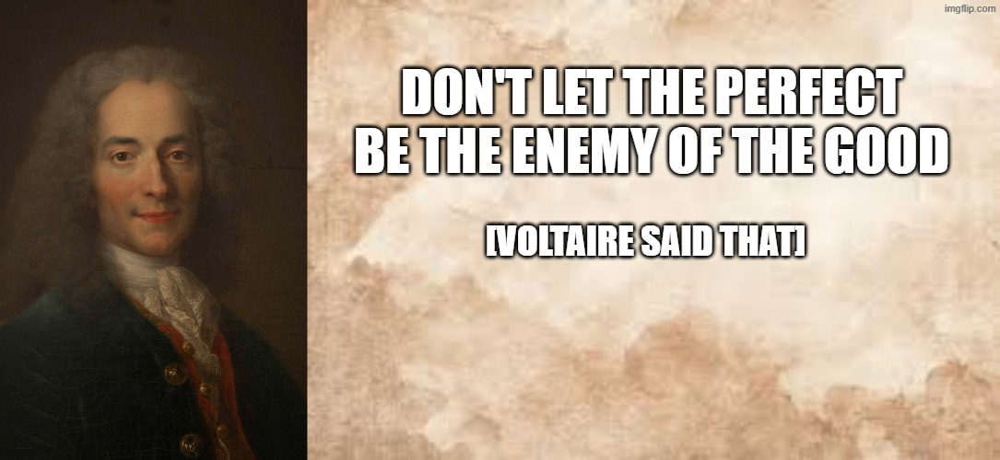 imgflip.com
DON'T LET THE PERFECT
BE THE ENEMY OF THE GOOD
[VOLTAIRE SAID THAT]